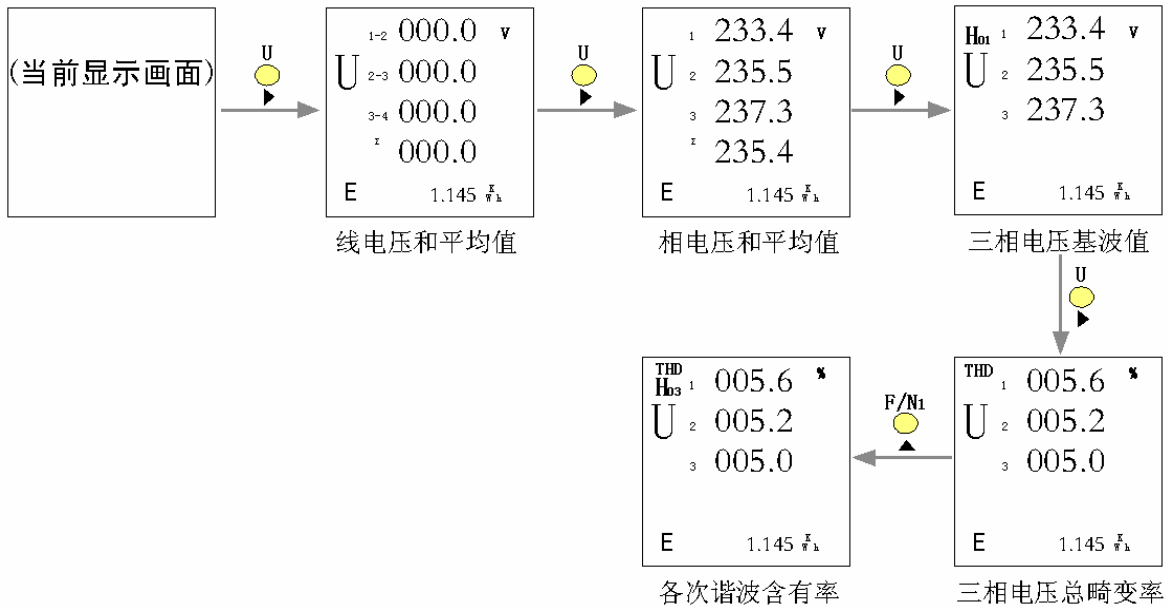 (当前显示画面)
U
1-2 000.0 V
U 2-3 000.0
3-4 000.0
Σ 000.0
E 1.145 KWh
线电压和平均值
U
1 233.4 V
U 2 235.5
3 237.3
Σ 235.4
E 1.145 KWh
相电压和平均值
U
H01 1 233.4 V
U 2 235.5
3 237.3
E 1.145 KWh
三相电压基波值
U
THD 1 005.6 %
U 2 005.2
3 005.0
E 1.145 KWh
三相电压总畸变率
F/N1
THD
H03 1 005.6 %
U 2 005.2
3 005.0
E 1.145 KWh
各次谐波含有率